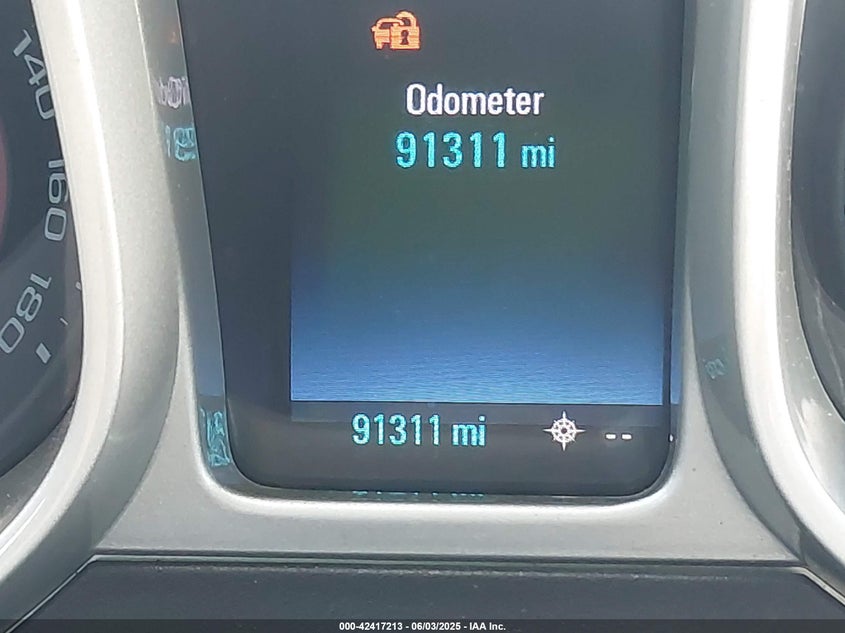 140
160
180
Odometer
91311 mi
91311 mi --
000-42417213 - 06/03/2025 - IAA Inc.